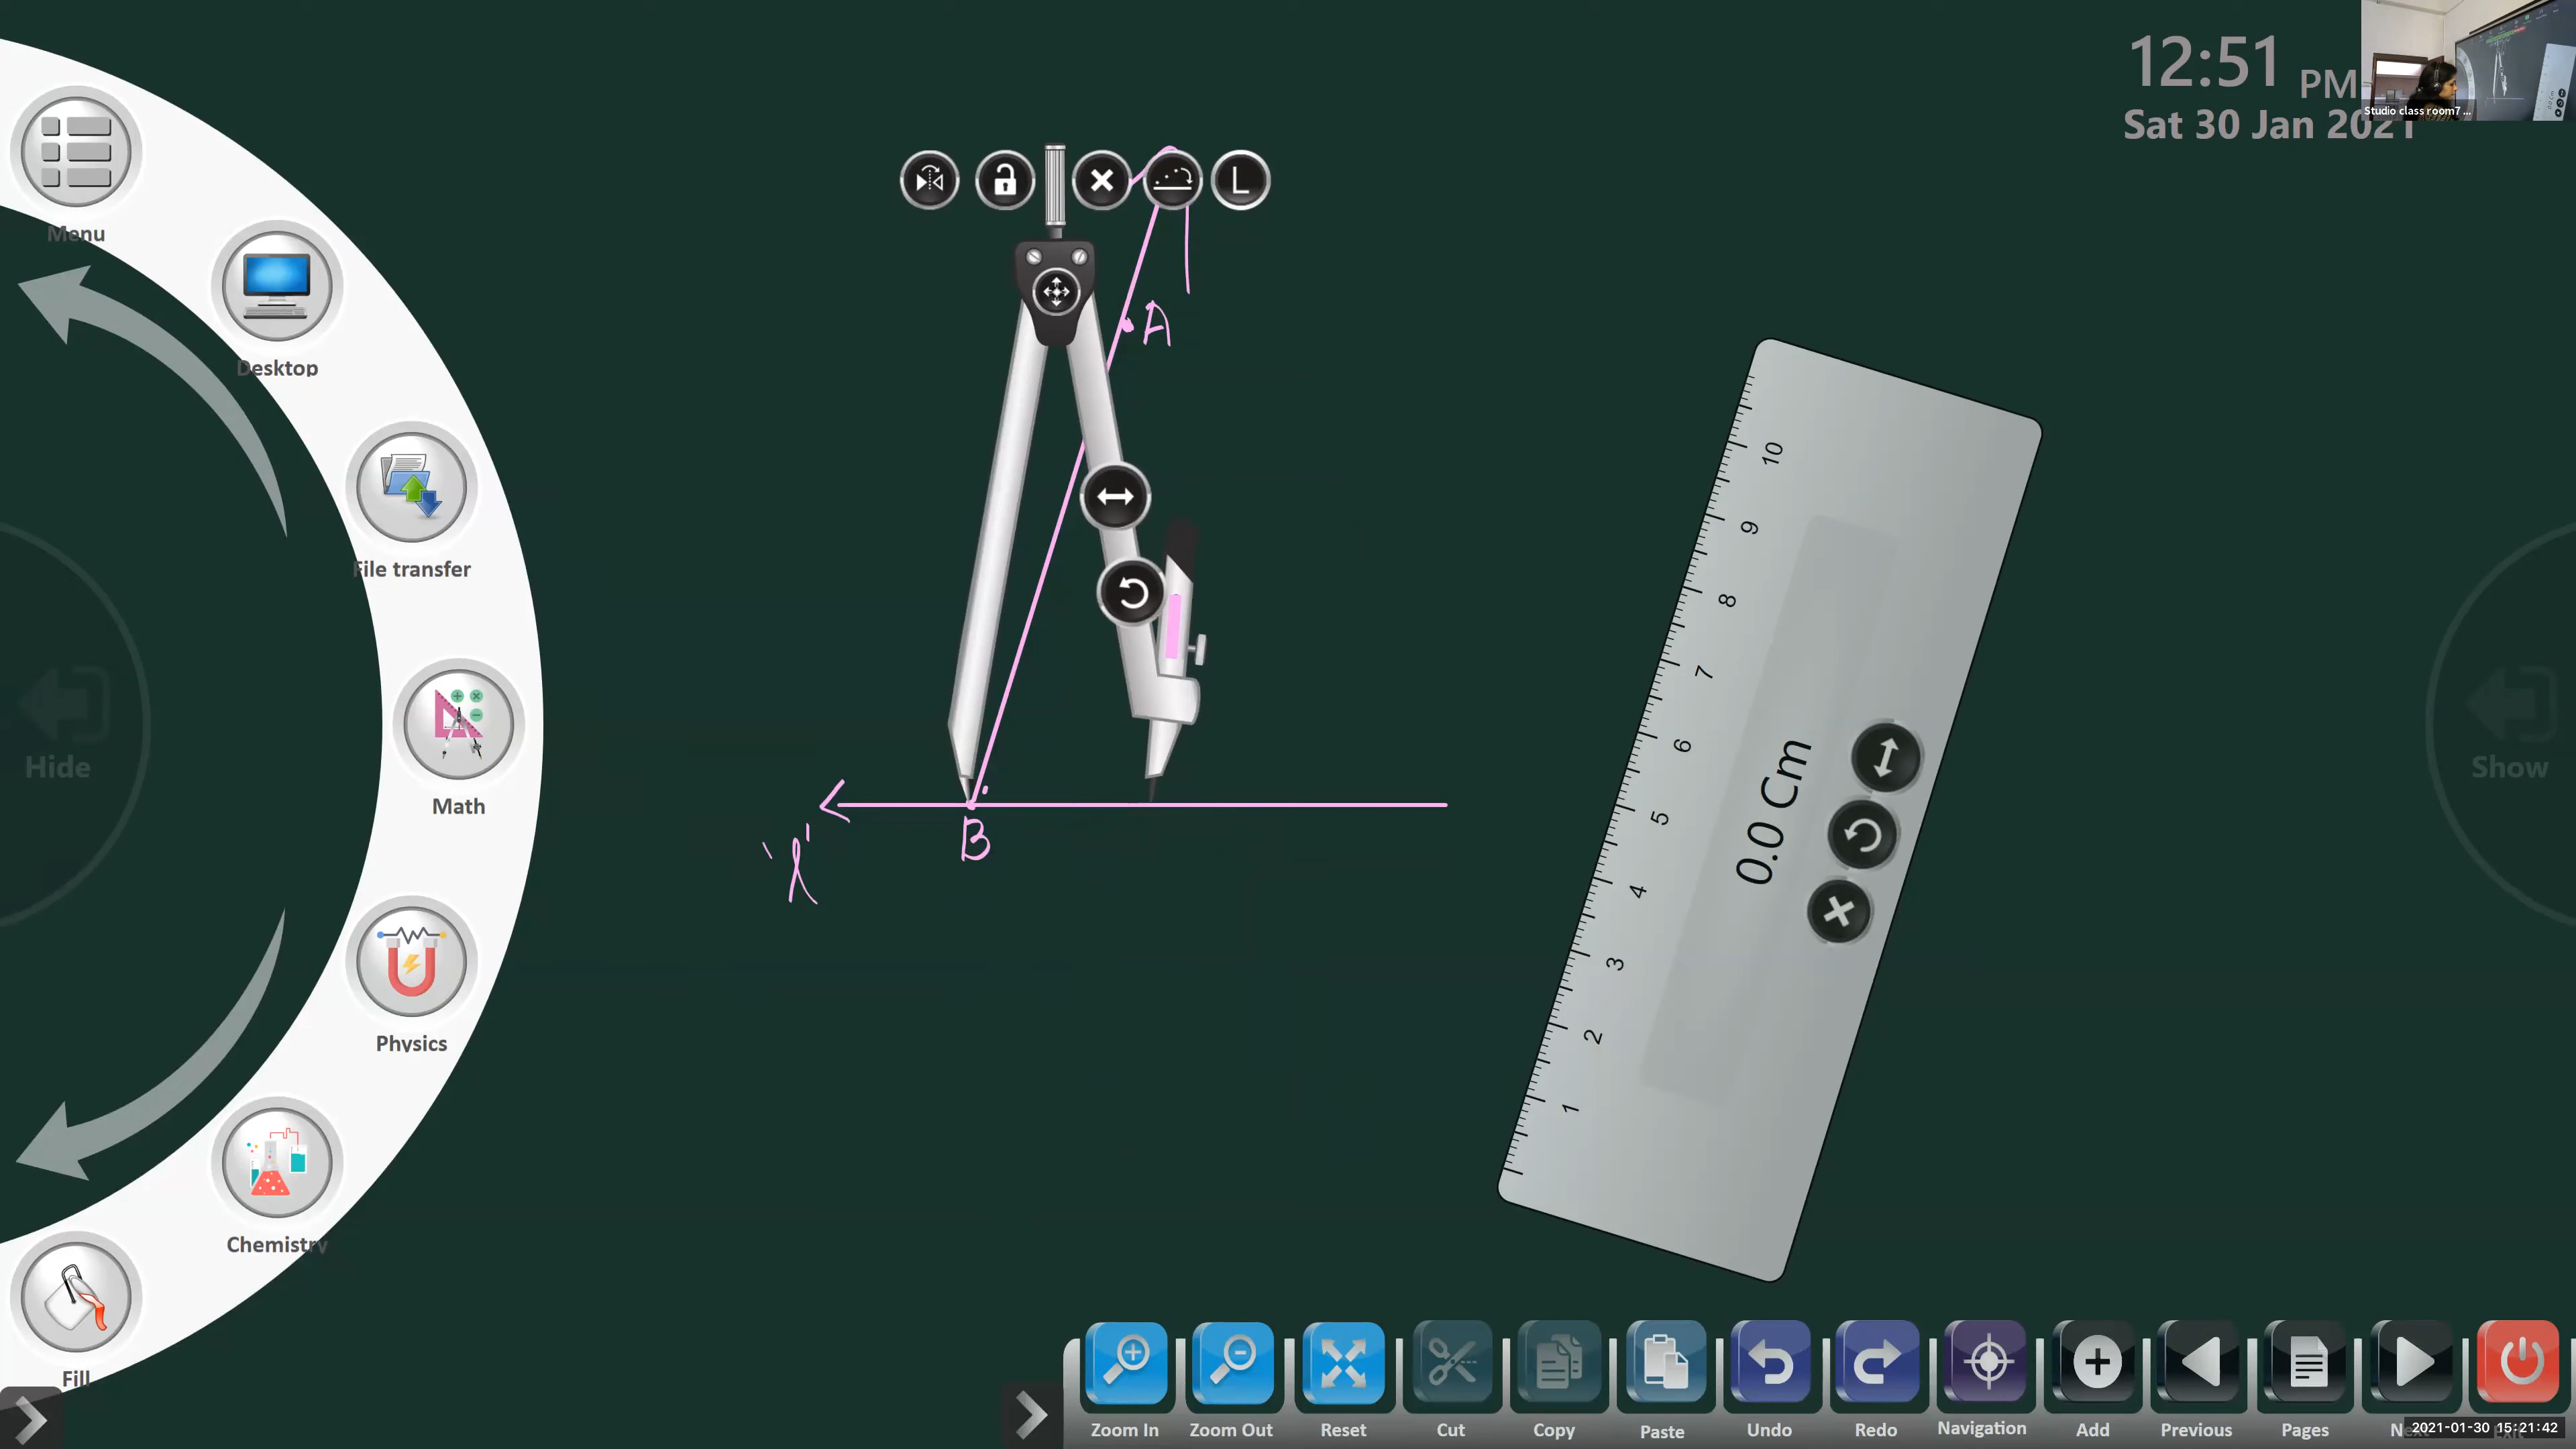 12:51 PM
Sat 30 Jan 2021
Studio class room7 ...
Menu
Desktop
File transfer
Math
Physics
Chemistry
Fill
Hide
Show
L
A
B
'l'
10
9
8
7
6
5
4
3
2
1
0.0 Cm
Zoom In
Zoom Out
Reset
Cut
Copy
Paste
Undo
Redo
Navigation
Add
Previous
Pages
2021-01-30 15:21:42